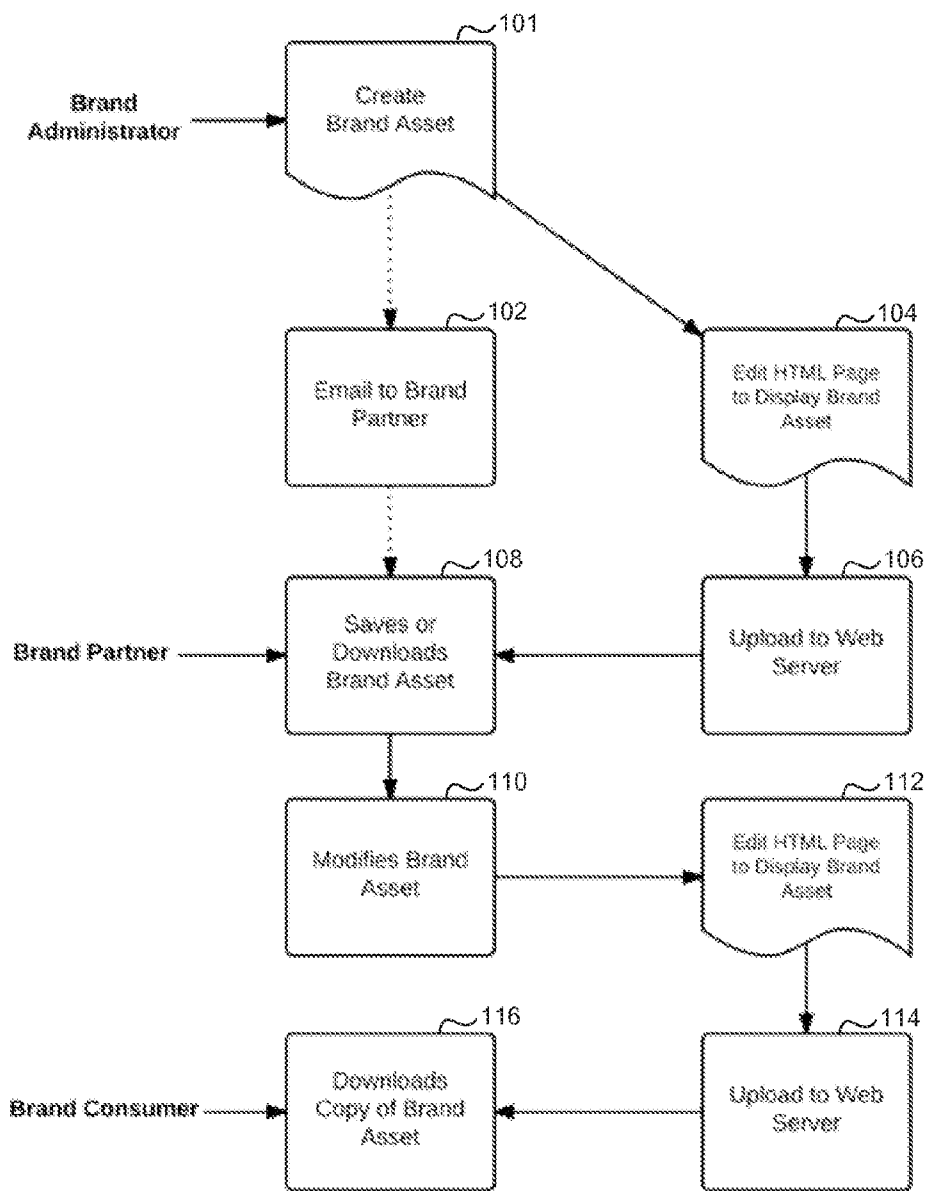 101
Create
Brand Asset
Brand
Administrator
102
Email to Brand
Partner
104
Edit HTML Page
to Display Brand
Asset
108
Saves or
Downloads
Brand Asset
Brand Partner
106
Upload to Web
Server
110
Modifies Brand
Asset
112
Edit HTML Page
to Display Brand
Asset
116
Downloads
Copy of Brand
Asset
Brand Consumer
114
Upload to Web
Server